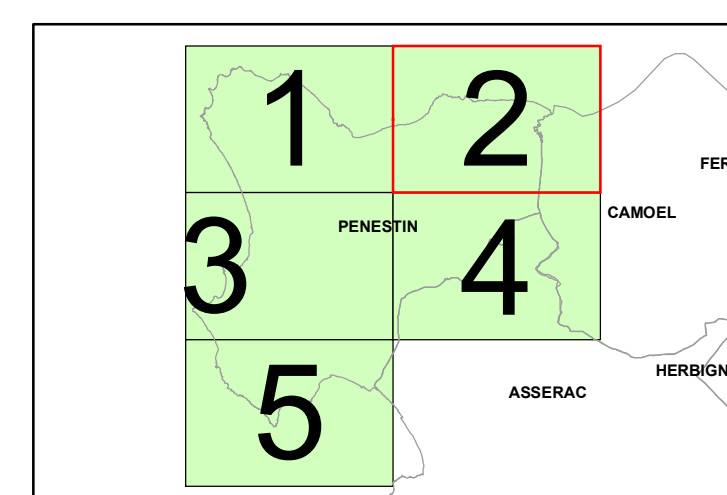 1
2
FER
CAMOEL
PENESTIN
3
4
HERBIGN
ASSERAC
5